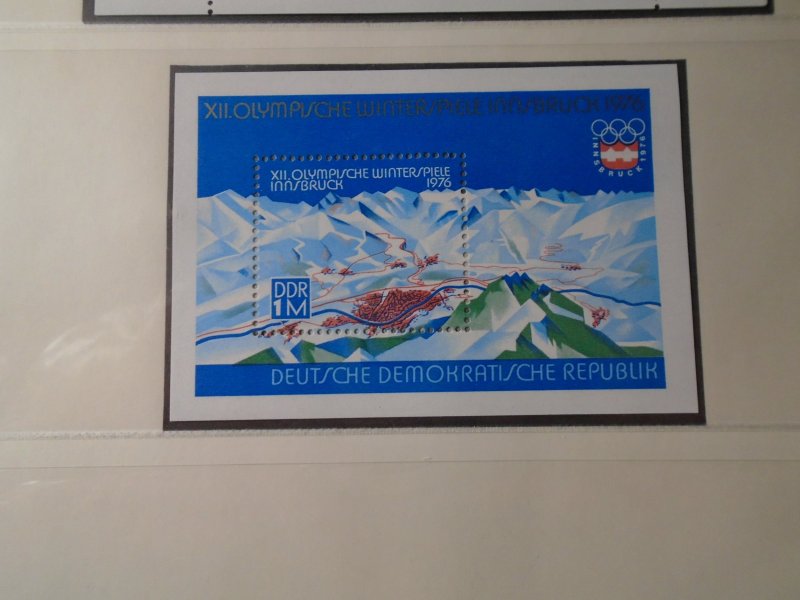 XII. OLYMPISCHE WINTERSPIELE INNSBRUCK 1976
INNSBRUCK 1976
XII. OLYMPISCHE WINTERSPIELE
INNSBRUCK 1976
DDR
1M
DEUTSCHE DEMOKRATISCHE REPUBLIK